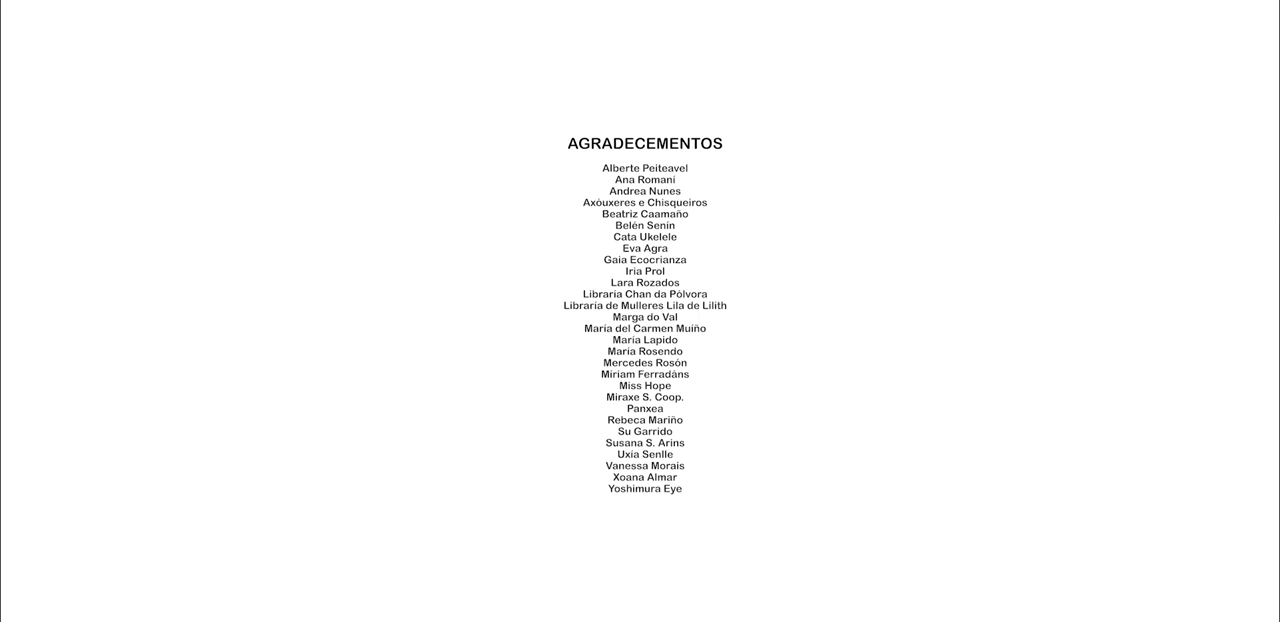 AGRADECEMENTOS
Alberte Peiteavel
Ana Romaní
Andrea Nunes
Axóuxeres e Chisqueiros
Beatriz Caamaño
Belén Senín
Cata Ukelele
Eva Agra
Gaia Ecocrianza
Iria Prol
Lara Rozados
Libraría Chan da Pólvora
Libraría de Mulleres Lila de Lilith
Marga do Val
María del Carmen Muíño
María Lapido
María Rosendo
Mercedes Rosón
Míriam Ferradáns
Miss Hope
Miraxe S. Coop.
Panxea
Rebeca Mariño
Su Garrido
Susana S. Arins
Uxía Senlle
Vanessa Morais
Xoana Almar
Yoshimura Eye